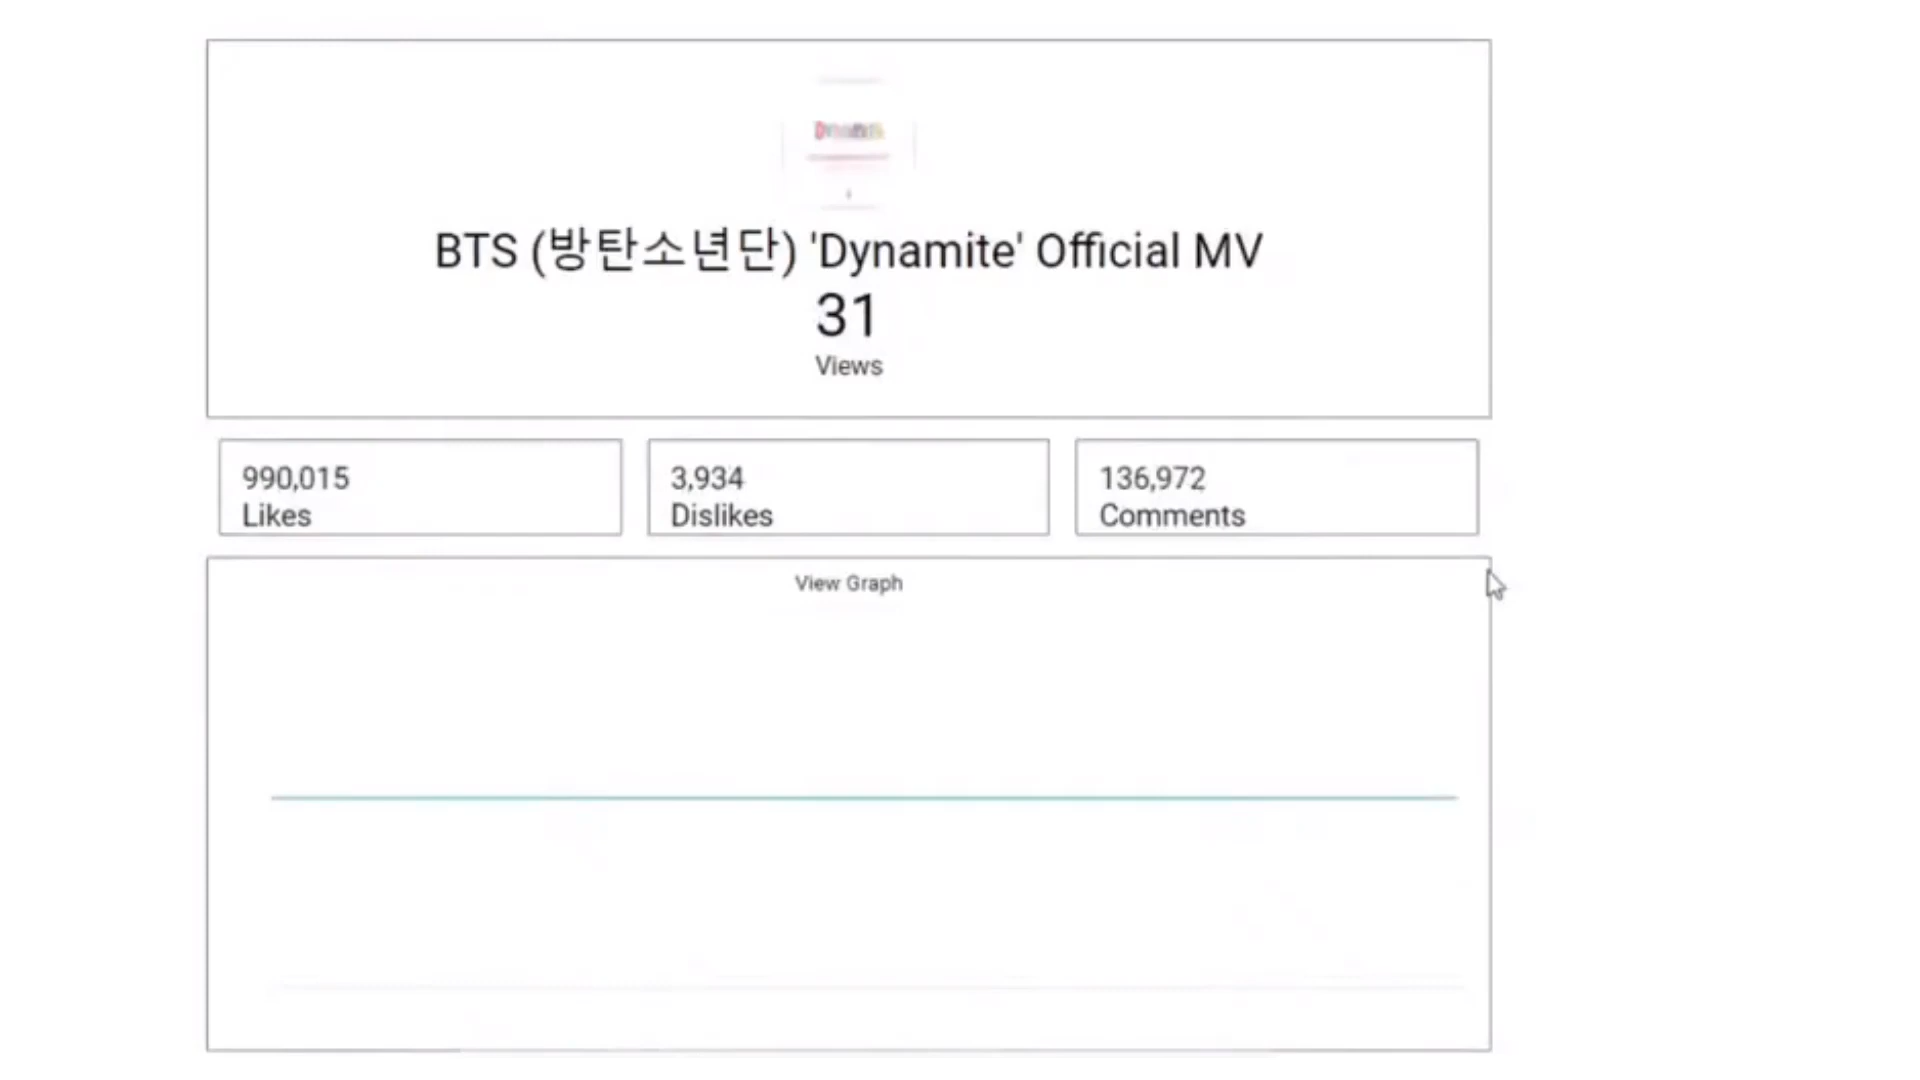 BTS (방탄소년단) 'Dynamite' Official MV
31
Views
990,015
Likes
3,934
Dislikes
136,972
Comments
View Graph